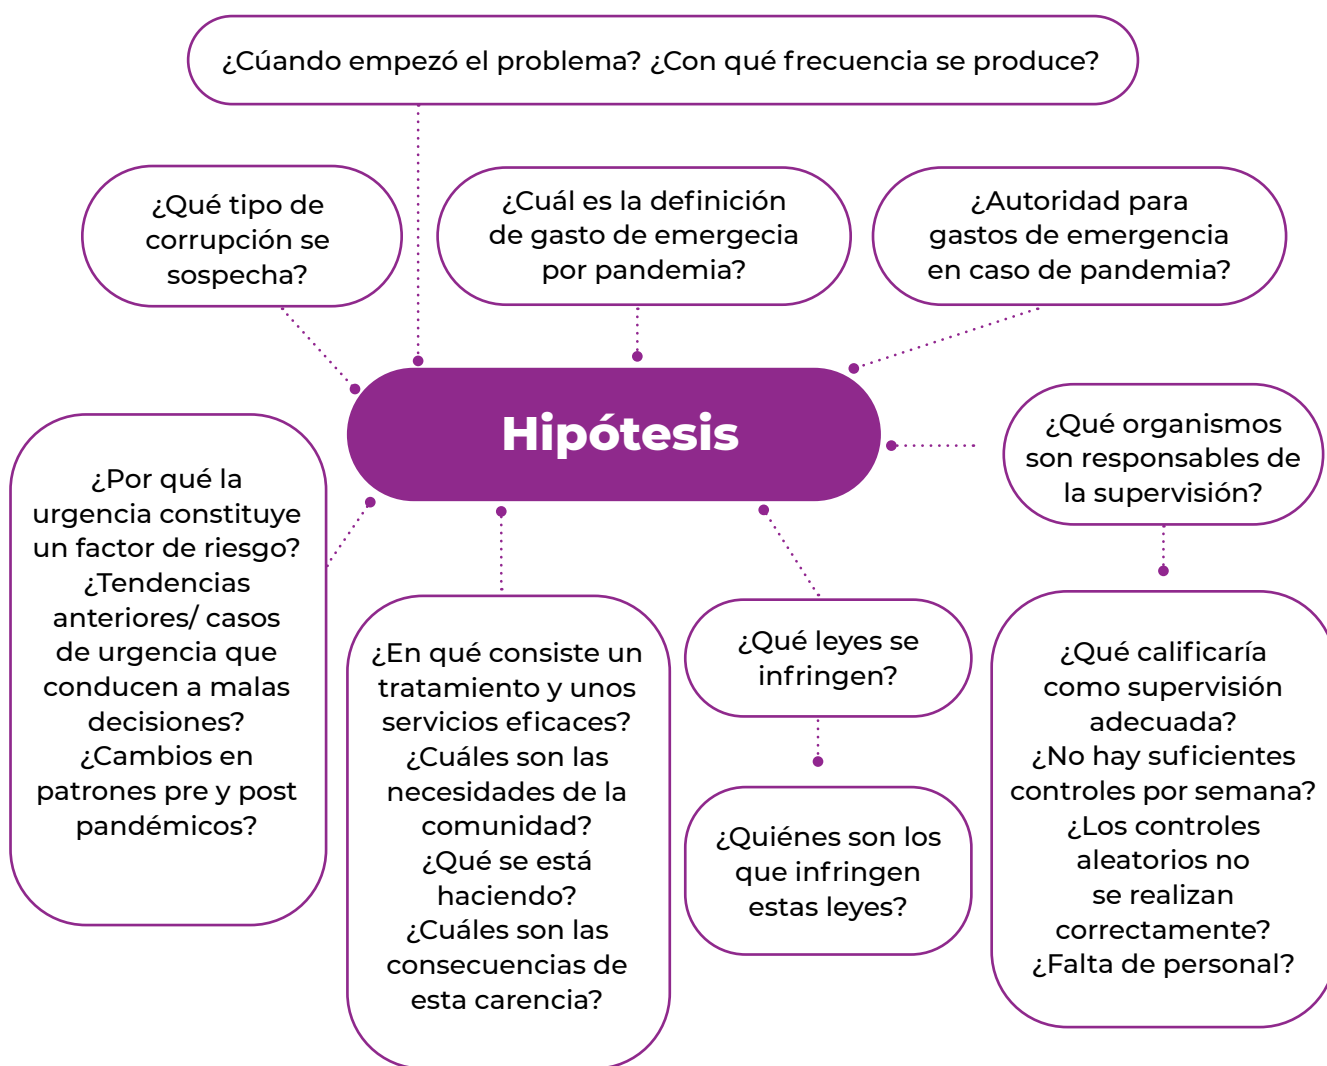 ¿Cúando empezó el problema? ¿Con qué frecuencia se produce?
¿Qué tipo de
corrupción se
sospecha?
¿Cuál es la definición
de gasto de emergecia
por pandemia?
¿Autoridad para
gastos de emergencia
en caso de pandemia?
Hipótesis
¿Qué organismos
son responsables de
la supervisión?
¿Por qué la
urgencia constituye
un factor de riesgo?
¿Tendencias
anteriores/ casos
de urgencia que
conducen a malas
decisiones?
¿Cambios en
patrones pre y post
pandémicos?
¿En qué consiste un
tratamiento y unos
servicios eficaces?
¿Cuáles son las
necesidades de la
comunidad?
¿Qué se está
haciendo?
¿Cuáles son las
consecuencias de
esta carencia?
¿Qué leyes se
infringen?
¿Quiénes son los
que infringen
estas leyes?
¿Qué calificaría
como supervisión
adecuada?
¿No hay suficientes
controles por semana?
¿Los controles
aleatorios no
se realizan
correctamente?
¿Falta de personal?